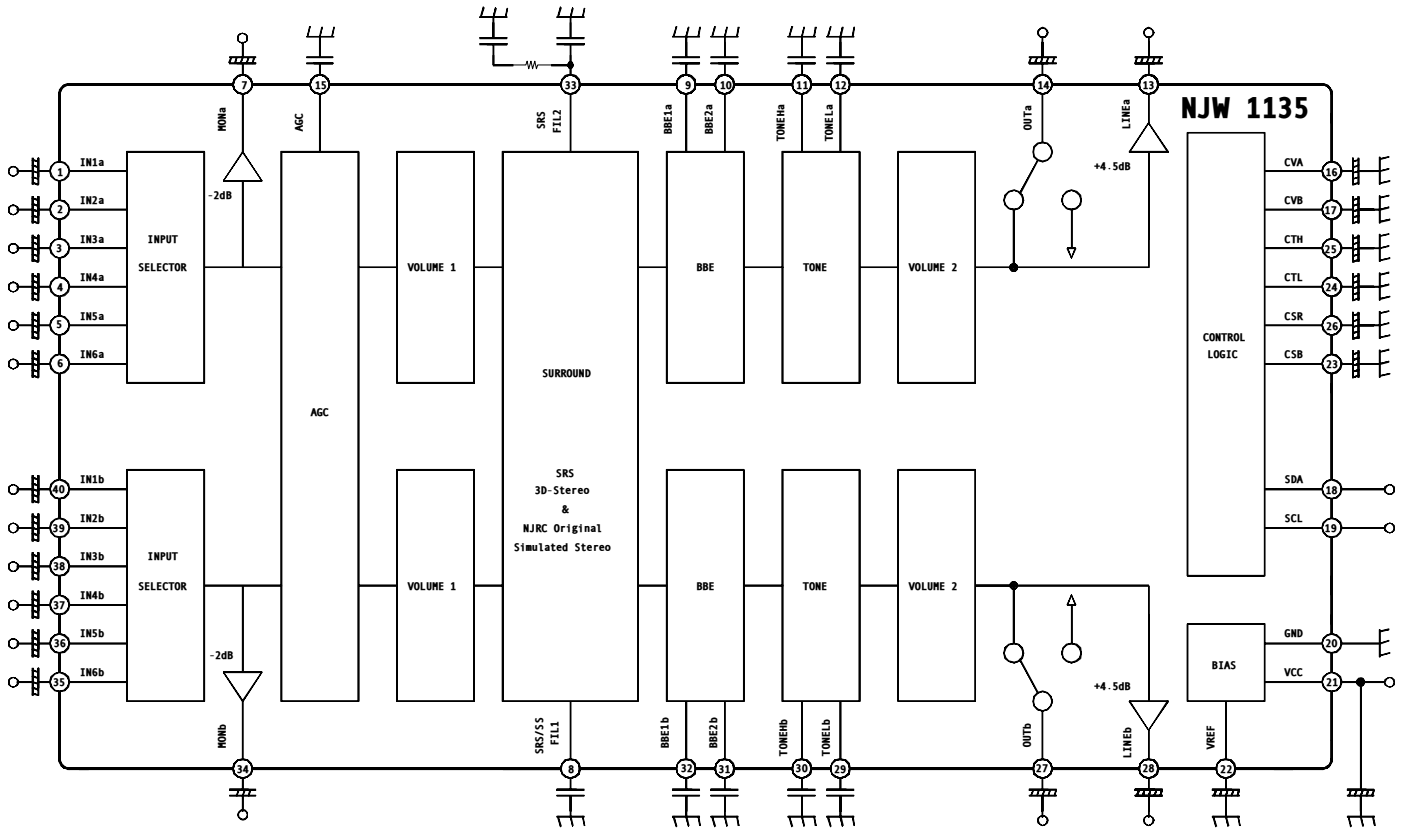 7
15
33
9
10
11
12
14
13
MONa
AGC
SRS
FIL2
BBE1a
BBE2a
TONEHa
TONELa
OUTa
LINEa
NJW 1135
1 IN1a
2 IN2a
3 IN3a
4 IN4a
5 IN5a
6 IN6a
-2dB
+4.5dB
INPUT
SELECTOR
AGC
VOLUME 1
SURROUND
SRS
3D-Stereo
&
NJRC Original
Simulated Stereo
BBE
TONE
VOLUME 2
CONTROL
LOGIC
CVA 16
CVB 17
CTH 25
CTL 24
CSR 26
CSB 23
SDA 18
SCL 19
40 IN1b
39 IN2b
38 IN3b
37 IN4b
36 IN5b
35 IN6b
INPUT
SELECTOR
VOLUME 1
BBE
TONE
VOLUME 2
-2dB
+4.5dB
BIAS
GND 20
VCC 21
MONb
SRS/SS
FIL1
BBE1b
BBE2b
TONEHb
TONELb
OUTb
LINEb
VREF
34
8
32
31
30
29
27
28
22